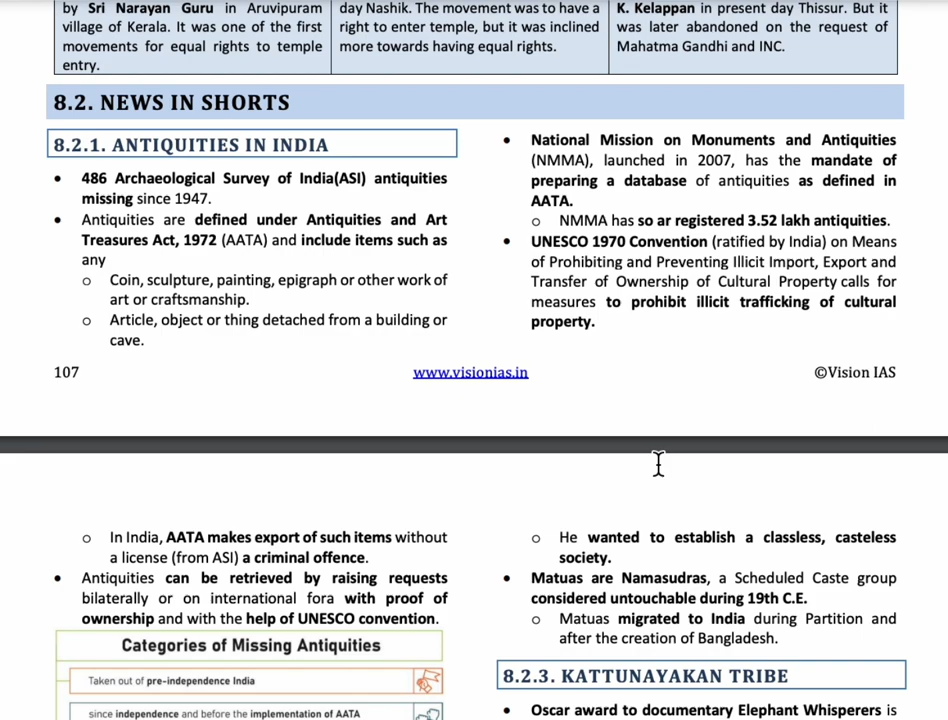 by Sri Narayan Guru in Aruvipuram
village of Kerala. It was one of the first
movements for equal rights to temple
entry.
day Nashik. The movement was to have a
right to enter temple, but it was inclined
more towards having equal rights.
K. Kelappan in present day Thissur. But it
was later abandoned on the request of
Mahatma Gandhi and INC.
8.2. NEWS IN SHORTS
8.2.1. ANTIQUITIES IN INDIA
• 486 Archaeological Survey of India(ASI) antiquities
missing since 1947.
• Antiquities are defined under Antiquities and Art
Treasures Act, 1972 (AATA) and include items such as
any
o Coin, sculpture, painting, epigraph or other work of
art or craftsmanship.
o Article, object or thing detached from a building or
cave.
• National Mission on Monuments and Antiquities
(NMMA), launched in 2007, has the mandate of
preparing a database of antiquities as defined in
AATA.
o NMMA has so ar registered 3.52 lakh antiquities.
• UNESCO 1970 Convention (ratified by India) on Means
of Prohibiting and Preventing Illicit Import, Export and
Transfer of Ownership of Cultural Property calls for
measures to prohibit illicit trafficking of cultural
property.
107
www.visionias.in
©Vision IAS
o In India, AATA makes export of such items without
a license (from ASI) a criminal offence.
• Antiquities can be retrieved by raising requests
bilaterally or on international fora with proof of
ownership and with the help of UNESCO convention.
Categories of Missing Antiquities
Taken out of pre-independence India
since independence and before the implementation of AATA
o He wanted to establish a classless, casteless
society.
• Matuas are Namasudras, a Scheduled Caste group
considered untouchable during 19th C.E.
o Matuas migrated to India during Partition and
after the creation of Bangladesh.
8.2.3. KATTUNAYAKAN TRIBE
• Oscar award to documentary Elephant Whisperers is